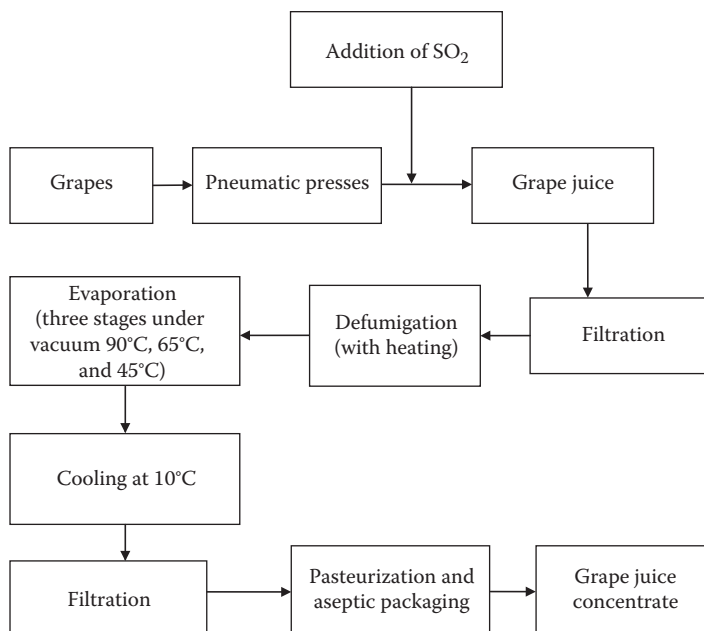 Addition of SO₂
Grapes
Pneumatic presses
Grape juice
Evaporation
(three stages under
vacuum 90°C, 65°C,
and 45°C)
Defumigation
(with heating)
Filtration
Cooling at 10°C
Filtration
Pasteurization and
aseptic packaging
Grape juice
concentrate